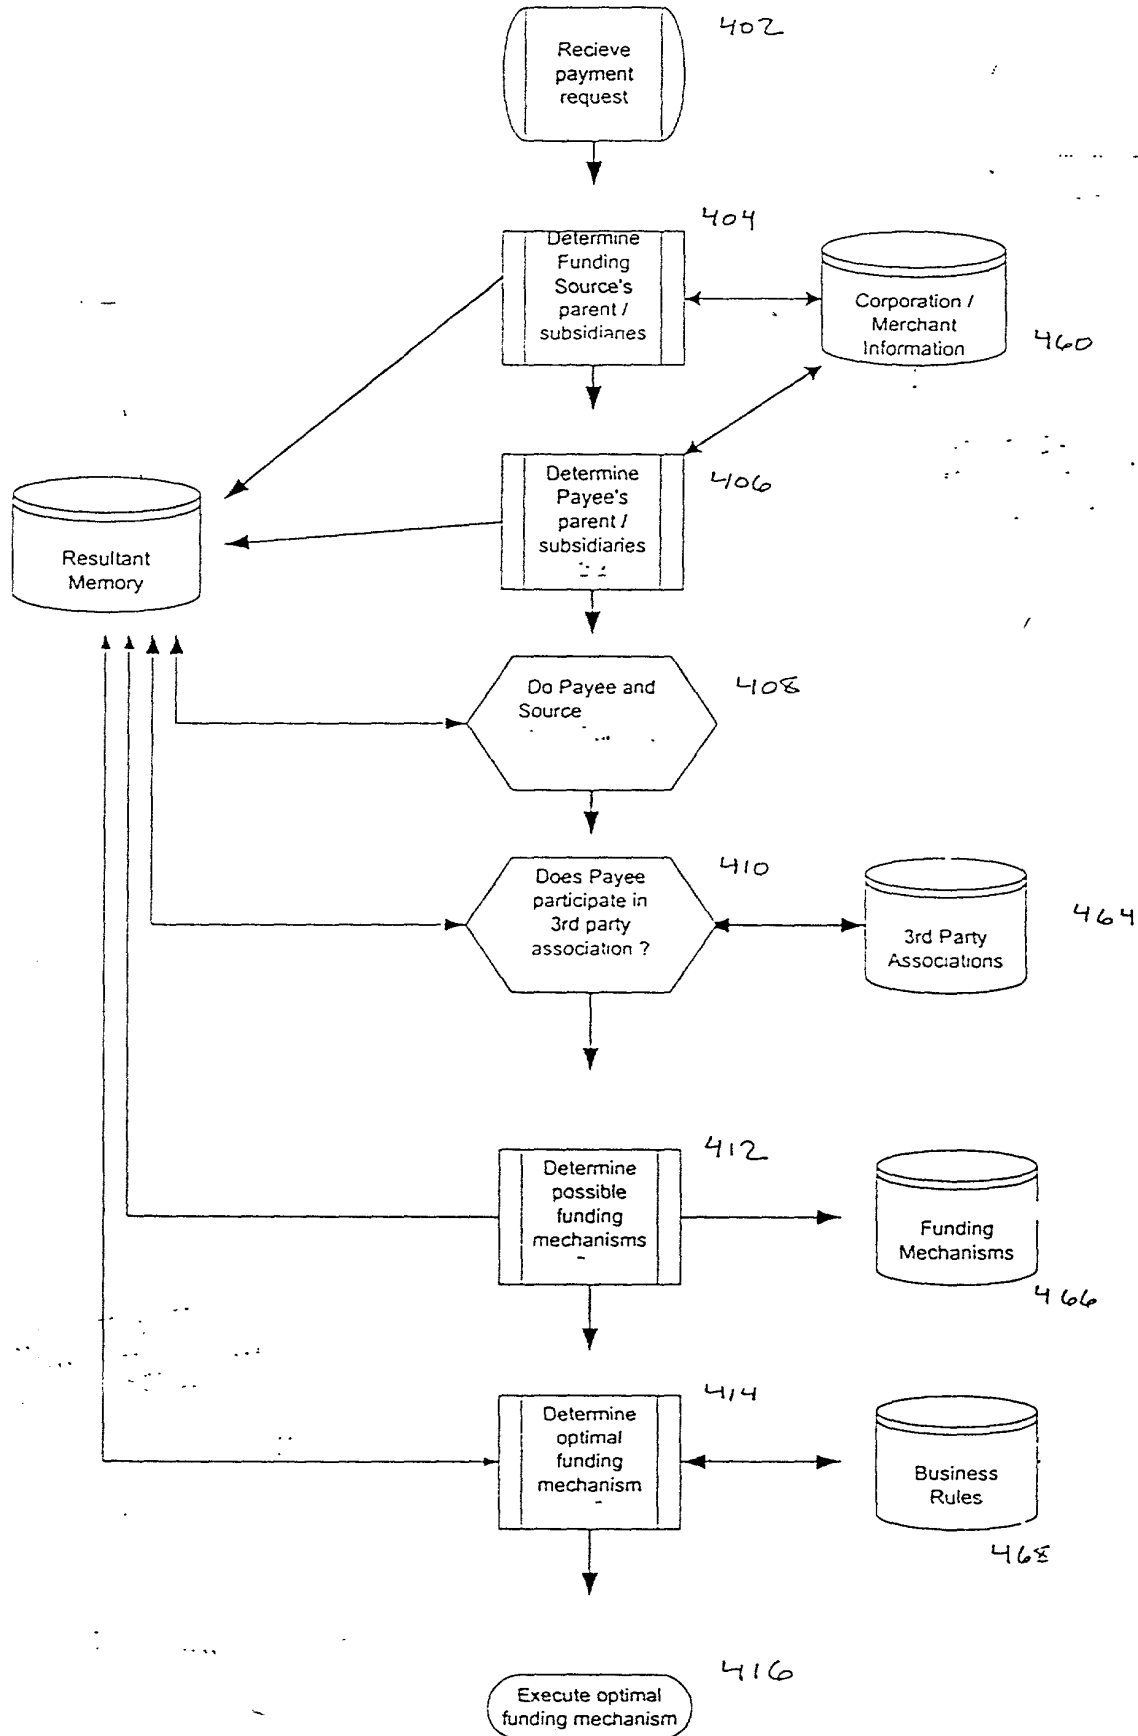 402
Recieve
payment
request
404
Determine
Funding
Source's
parent /
subsidiaries
Corporation /
Merchant
Information
460
Determine
Payee's
parent /
subsidiaries
406
Resultant
Memory
Do Payee and
Source
408
Does Payee
participate in
3rd party
association ?
410
3rd Party
Associations
464
412
Determine
possible
funding
mechanisms
Funding
Mechanisms
466
414
Determine
optimal
funding
mechanism
Business
Rules
468
416
Execute optimal
funding mechanism